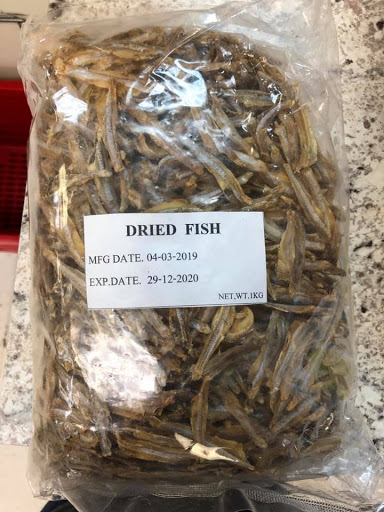 DRIED FISH
MFG DATE. 04-03-2019
EXP.DATE. 29-12-2020
NET,WT.1KG